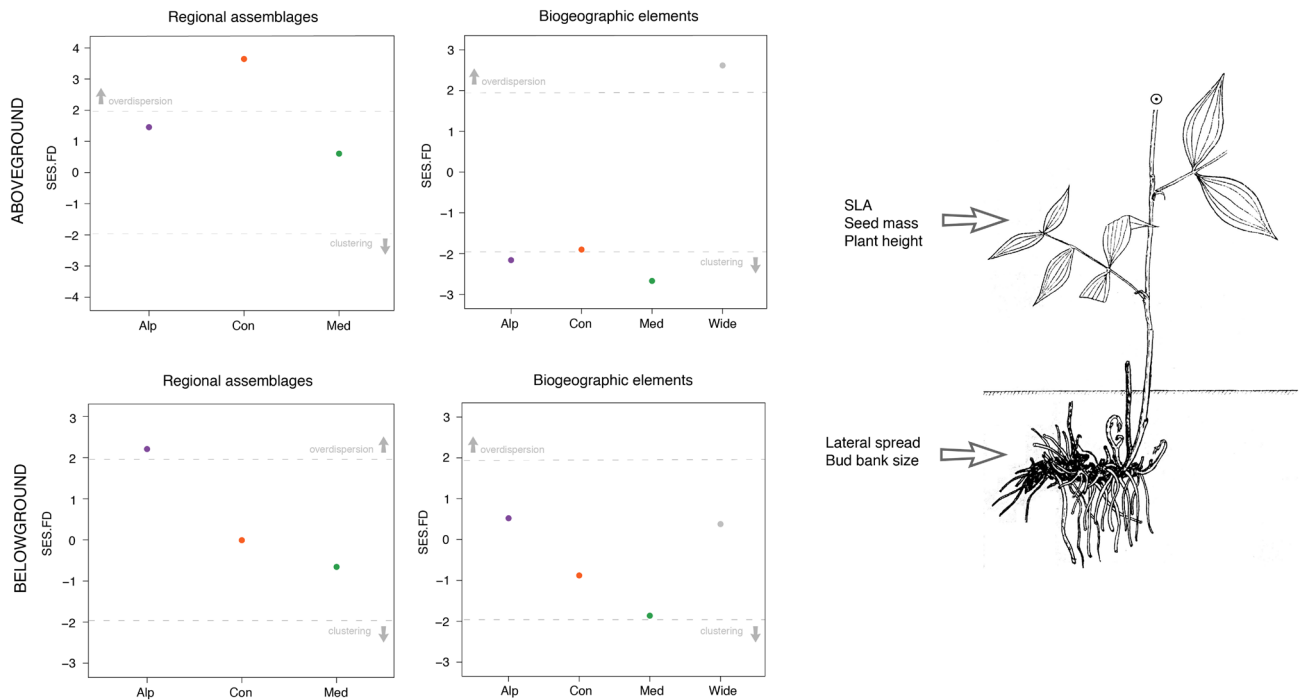 Regional assemblages
Biogeographic elements
ABOVEGROUND
SES.FD
4
3
2
1
0
−1
−2
−3
−4
overdispersion
clustering
Alp Con Med
SES.FD
3
2
1
0
−1
−2
−3
overdispersion
clustering
Alp Con Med Wide
SLA
Seed mass
Plant height
Regional assemblages
Biogeographic elements
BELOWGROUND
SES.FD
3
2
1
0
−1
−2
−3
overdispersion
clustering
Alp Con Med
SES.FD
3
2
1
0
−1
−2
−3
overdispersion
clustering
Alp Con Med Wide
Lateral spread
Bud bank size